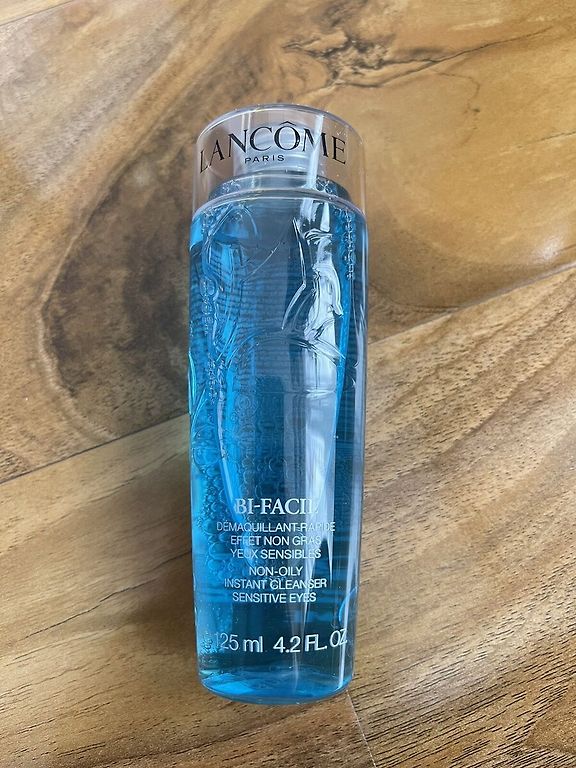 LANCÔME
PARIS
BI-FACIL
DÉMAQUILLANT RAPIDE
EFFET NON GRAS
YEUX SENSIBLES
NON-OILY
INSTANT CLEANSER
SENSITIVE EYES
125 ml 4.2 FL. OZ